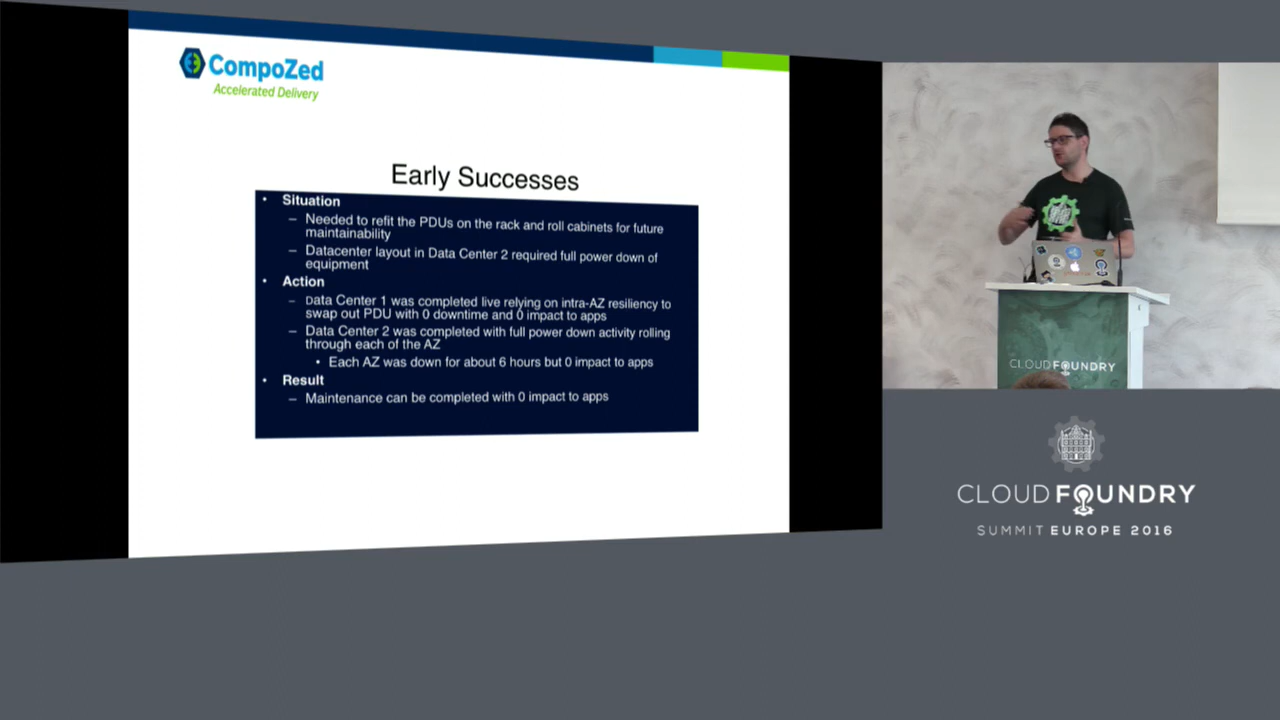 CompoZed
Accelerated Delivery
Early Successes
• Situation
– Needed to refit the PDUs on the rack and roll cabinets for future
maintainability
– Datacenter layout in Data Center 2 required full power down of
equipment
• Action
– Data Center 1 was completed live relying on intra-AZ resiliency to
swap out PDU with 0 downtime and 0 impact to apps
– Data Center 2 was completed with full power down activity rolling
through each of the AZ
• Each AZ was down for about 6 hours but 0 impact to apps
• Result
– Maintenance can be completed with 0 impact to apps
CLOUD FOUNDRY
CLOUD FOUNDRY
SUMMIT EUROPE 2016